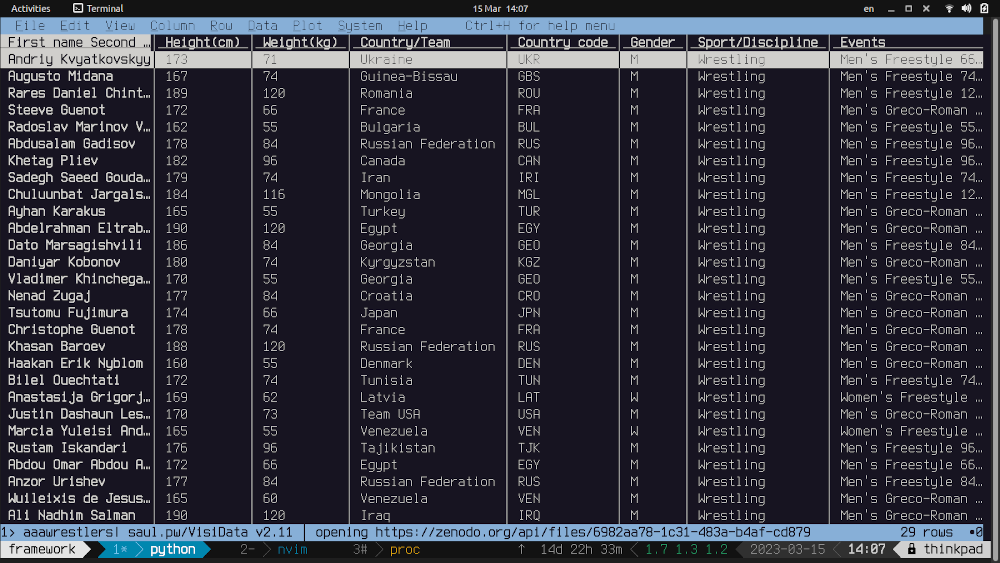 Activities Terminal 15 Mar 14:07 en
File Edit View Column Row Data Plot System Help Ctrl+H for help menu
First name Second … Height(cm) Weight(kg) Country/Team Country code Gender Sport/Discipline Events
Andriy Kvyatkovskyy 173 71 Ukraine UKR M Wrestling Men's Freestyle 66…
Augusto Midana 167 74 Guinea-Bissau GBS M Wrestling Men's Freestyle 74…
Rares Daniel Chint… 189 120 Romania ROU M Wrestling Men's Freestyle 12…
Steeve Guenot 172 66 France FRA M Wrestling Men's Greco-Roman
Radoslav Marinov V… 162 55 Bulgaria BUL M Wrestling Men's Freestyle 55…
Abdusalam Gadisov 178 84 Russian Federation RUS M Wrestling Men's Freestyle 96…
Khetag Pliev 182 96 Canada CAN M Wrestling Men's Freestyle 96…
Sadegh Saeed Gouda… 179 74 Iran IRI M Wrestling Men's Freestyle 74…
Chuluunbat Jargals… 184 116 Mongolia MGL M Wrestling Men's Freestyle 12…
Ayhan Karakus 165 55 Turkey TUR M Wrestling Men's Greco-Roman
Abdelrahman Eltrab… 190 120 Egypt EGY M Wrestling Men's Greco-Roman
Dato Marsagishvili 186 84 Georgia GEO M Wrestling Men's Freestyle 84…
Daniyar Kobonov 180 74 Kyrgyzstan KGZ M Wrestling Men's Greco-Roman
Vladimer Khinchega… 170 55 Georgia GEO M Wrestling Men's Freestyle 55…
Nenad Zugaj 177 84 Croatia CRO M Wrestling Men's Greco-Roman
Tsutomu Fujimura 174 66 Japan JPN M Wrestling Men's Greco-Roman
Christophe Guenot 178 74 France FRA M Wrestling Men's Greco-Roman
Khasan Baroev 188 120 Russian Federation RUS M Wrestling Men's Greco-Roman
Haakan Erik Nyblom 160 55 Denmark DEN M Wrestling Men's Greco-Roman
Bilel Ouechtati 172 74 Tunisia TUN M Wrestling Men's Freestyle 74…
Anastasija Grigorj… 169 62 Latvia LAT W Wrestling Women's Freestyle
Justin Dashaun Les… 170 73 Team USA USA M Wrestling Men's Greco-Roman
Marcia Yuleisi And… 165 55 Venezuela VEN W Wrestling Women's Freestyle
Rustam Iskandari 176 96 Tajikistan TJK M Wrestling Men's Freestyle 96…
Abdou Omar Abdou A… 172 66 Egypt EGY M Wrestling Men's Freestyle 66…
Anzor Urishev 177 84 Russian Federation RUS M Wrestling Men's Freestyle 84…
Wuileixis de Jesus… 165 60 Venezuela VEN M Wrestling Men's Greco-Roman
Ali Nadhim Salman 190 120 Iraq IRQ M Wrestling Men's Greco-Roman
1> aaawrestlers| saul.pw/VisiData v2.11 | opening https://zenodo.org/api/files/6982aa78-1c31-483a-b4af-cd879 29 rows •0
framework 1* python 2- nvim 3# proc ↑ 14d 22h 33m 1.7 1.3 1.2 2023-03-15 14:07 thinkpad